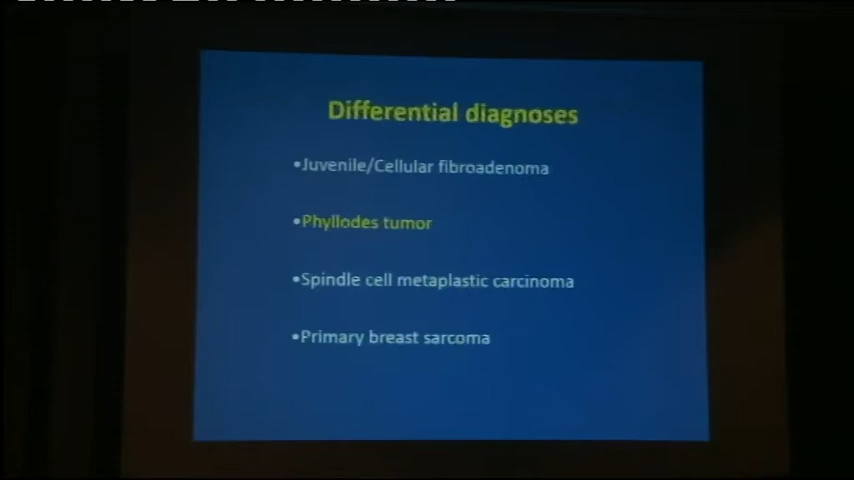 Differential diagnoses
•Juvenile/Cellular fibroadenoma
•Phyllodes tumor
•Spindle cell metaplastic carcinoma
•Primary breast sarcoma